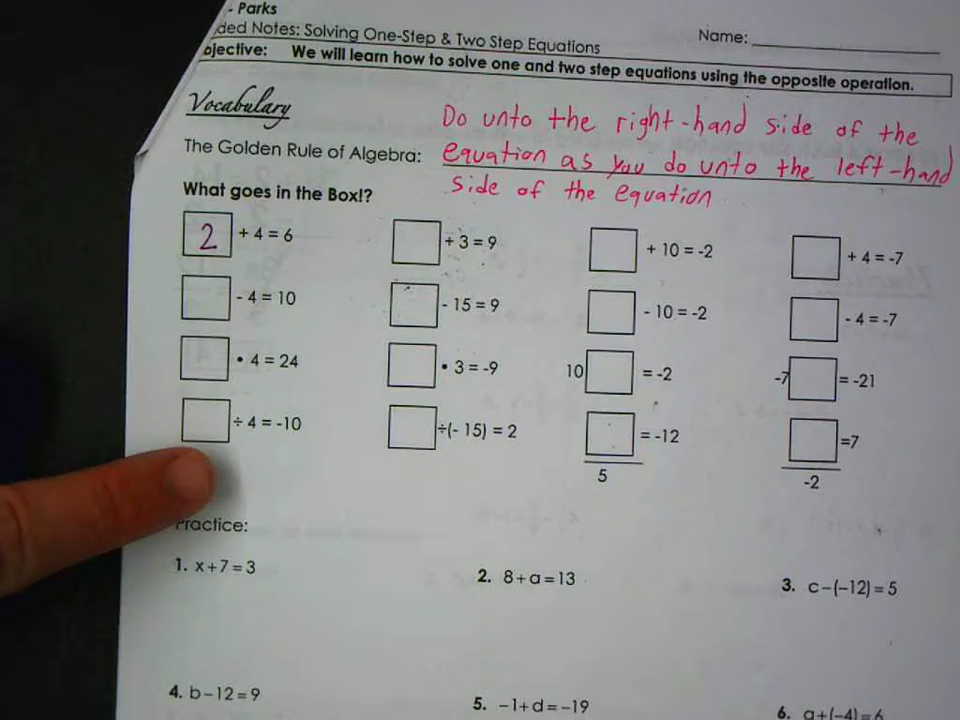 - Parks
ded Notes: Solving One-Step & Two Step Equations
Name:
bjective: We will learn how to solve one and two step equations using the opposite operation.
Vocabulary
The Golden Rule of Algebra: Do unto the right-hand side of the
equation as you do unto the left-hand
side of the equation
What goes in the Box!?
2 + 4 = 6
+ 3 = 9
+ 10 = -2
+ 4 = -7
- 4 = 10
- 15 = 9
- 10 = -2
- 4 = -7
• 4 = 24
• 3 = -9
10 = -2
-7 = -21
÷ 4 = -10
÷(- 15) = 2
= -12
5
=7
-2
Practice:
1. x+7=3
2. 8+a=13
3. c-(-12)=5
4. b-12=9
5. -1+d=-19
6. a+(-4)=6